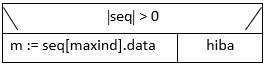 |seq| > 0
m := seq[maxind].data hiba